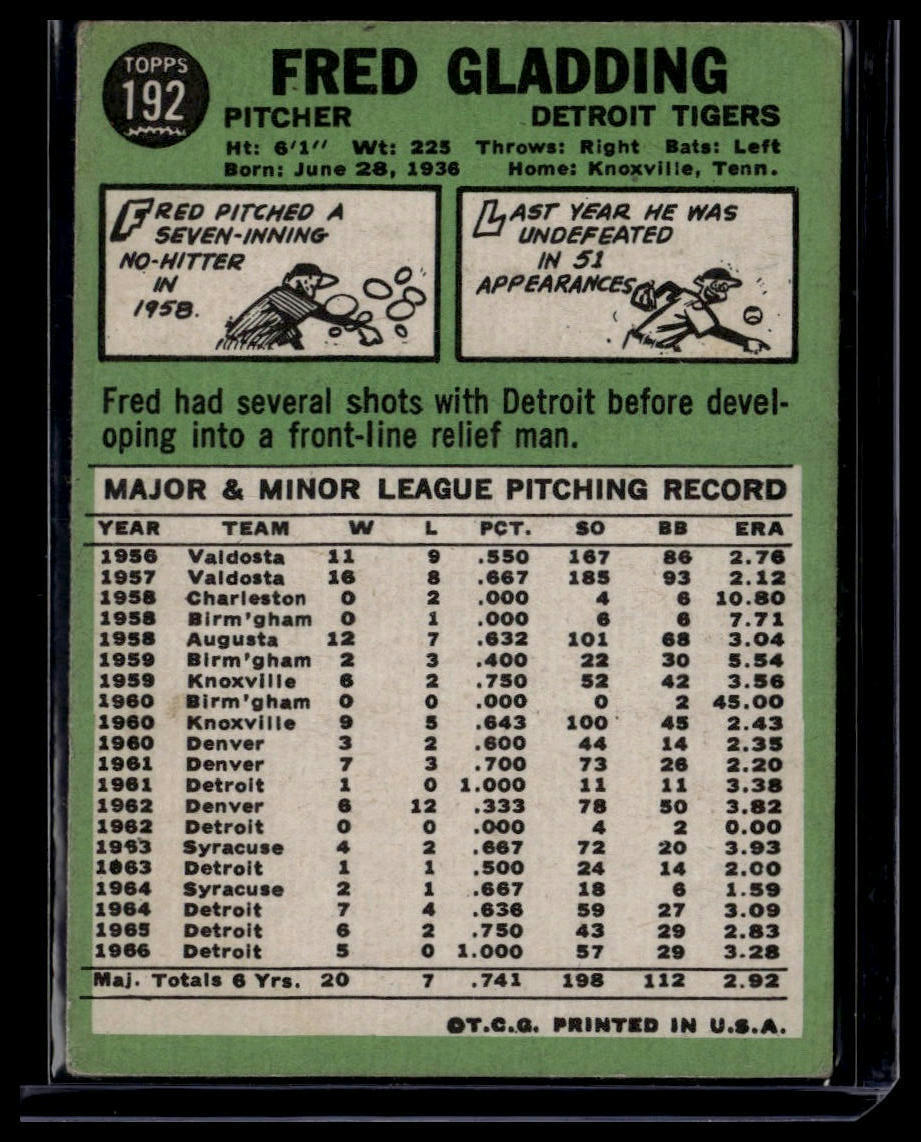 TOPPS
192
FRED GLADDING
PITCHER DETROIT TIGERS
Ht: 6'1" Wt: 225 Throws: Right Bats: Left
Born: June 28, 1936 Home: Knoxville, Tenn.
FRED PITCHED A
SEVEN-INNING
NO-HITTER
IN
1958.
LAST YEAR HE WAS
UNDEFEATED
IN 51
APPEARANCES
Fred had several shots with Detroit before devel-
oping into a front-line relief man.
MAJOR & MINOR LEAGUE PITCHING RECORD
YEAR TEAM W L PCT. SO BB ERA
1956 Valdosta 11 9 .550 167 86 2.76
1957 Valdosta 16 8 .667 185 93 2.12
1958 Charleston 0 2 .000 4 6 10.80
1958 Birm'gham 0 1 .000 6 6 7.71
1958 Augusta 12 7 .632 101 68 3.04
1959 Birm'gham 2 3 .400 22 30 5.54
1959 Knoxville 6 2 .750 52 42 3.56
1960 Birm'gham 0 0 .000 0 2 45.00
1960 Knoxville 9 5 .643 100 45 2.43
1960 Denver 3 2 .600 44 14 2.35
1961 Denver 7 3 .700 73 26 2.20
1961 Detroit 1 0 1.000 11 11 3.38
1962 Denver 6 12 .333 78 50 3.82
1962 Detroit 0 0 .000 4 2 0.00
1963 Syracuse 4 2 .667 72 20 3.93
1963 Detroit 1 1 .500 24 14 2.00
1964 Syracuse 2 1 .667 18 6 1.59
1964 Detroit 7 4 .636 59 27 3.09
1965 Detroit 6 2 .750 43 29 2.83
1966 Detroit 5 0 1.000 57 29 3.28
Maj. Totals 6 Yrs. 20 7 .741 198 112 2.92
©T.C.G. PRINTED IN U.S.A.